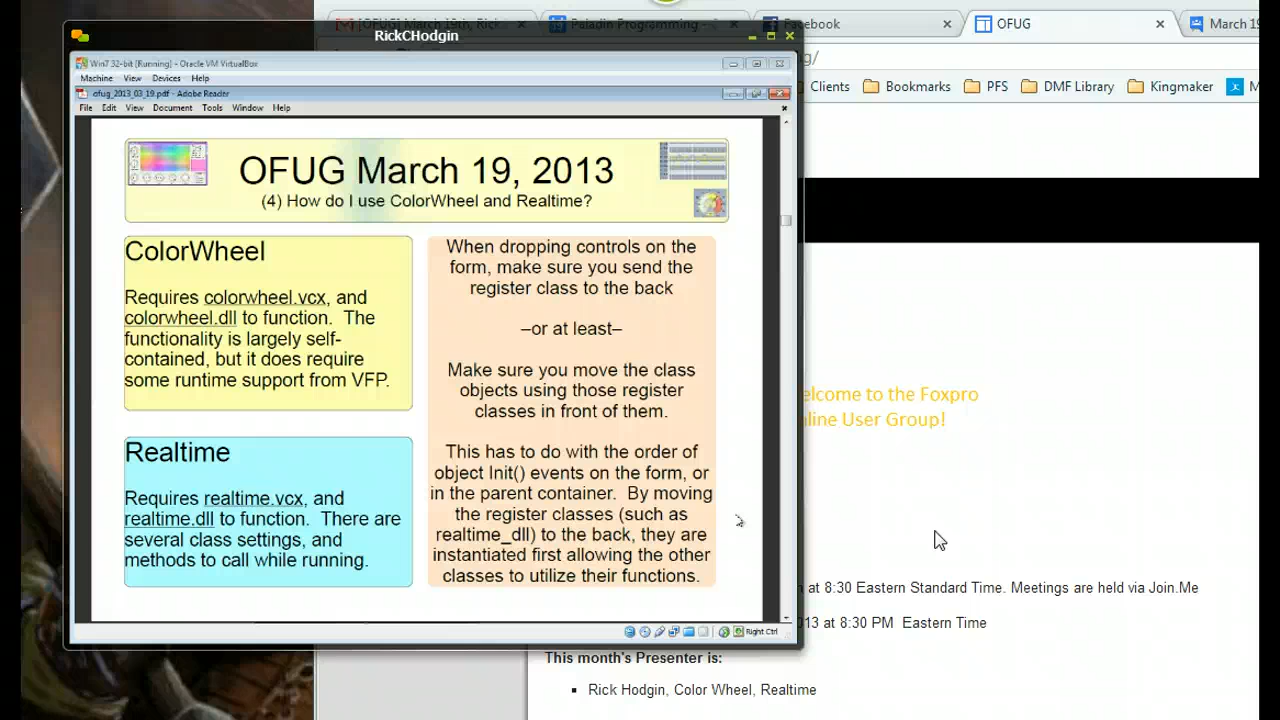 [OFUG] March 19th, Rick
Paladin Programming -
Facebook
OFUG
March 19
RickCHodgin
g/
Clients
Bookmarks
PFS
DMF Library
Kingmaker
Win7 32-bit [Running] - Oracle VM VirtualBox
Machine View Devices Help
ofug_2013_03_19.pdf - Adobe Reader
File Edit View Document Tools Window Help
OFUG March 19, 2013
(4) How do I use ColorWheel and Realtime?
ColorWheel
Requires colorwheel.vcx, and
colorwheel.dll to function. The
functionality is largely self-
contained, but it does require
some runtime support from VFP.
Realtime
Requires realtime.vcx, and
realtime.dll to function. There are
several class settings, and
methods to call while running.
When dropping controls on the
form, make sure you send the
register class to the back
–or at least–
Make sure you move the class
objects using those register
classes in front of them.
This has to do with the order of
object Init() events on the form, or
in the parent container. By moving
the register classes (such as
realtime_dll) to the back, they are
instantiated first allowing the other
classes to utilize their functions.
Right Ctrl
elcome to the Foxpro
nline User Group!
at 8:30 Eastern Standard Time. Meetings are held via Join.Me
013 at 8:30 PM Eastern Time
This month's Presenter is:
Rick Hodgin, Color Wheel, Realtime